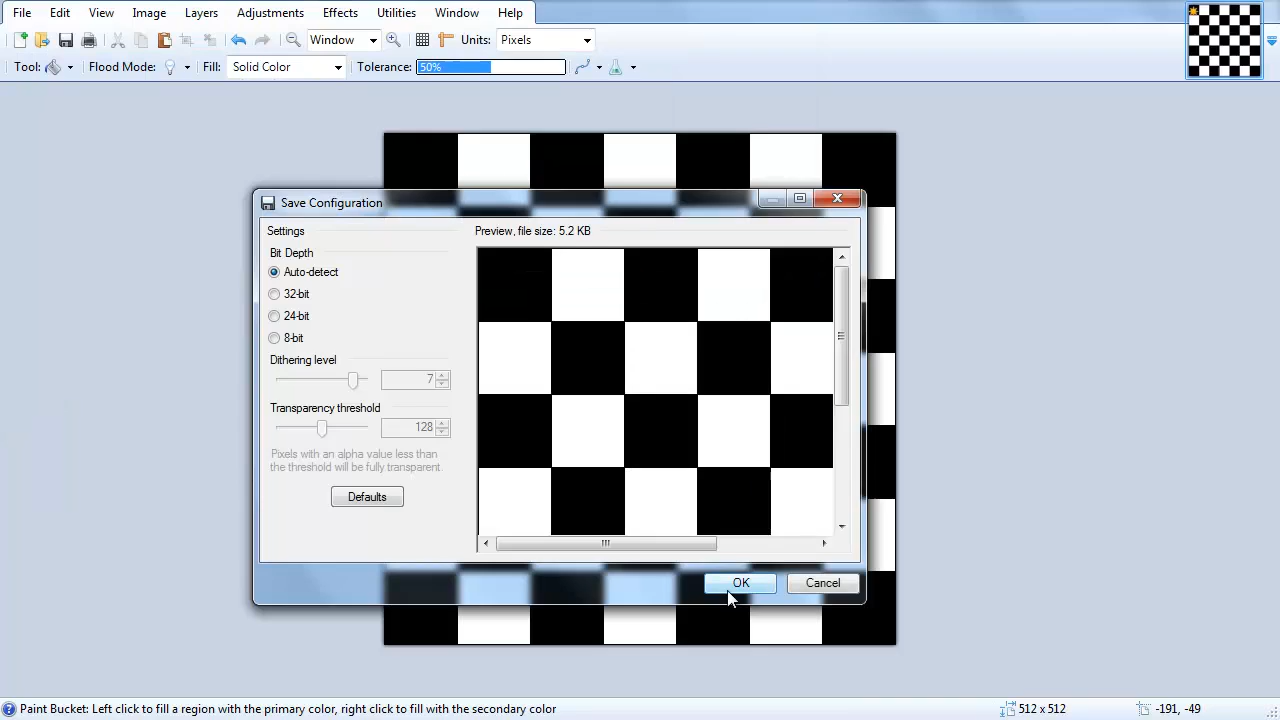 File Edit View Image Layers Adjustments Effects Utilities Window Help
Window Units: Pixels
Tool: Flood Mode: Fill: Solid Color Tolerance: 50%
Save Configuration
Settings
Preview, file size: 5.2 KB
Bit Depth
Auto-detect
32-bit
24-bit
8-bit
Dithering level
7
Transparency threshold
128
Pixels with an alpha value less than
the threshold will be fully transparent.
Defaults
OK Cancel
Paint Bucket: Left click to fill a region with the primary color, right click to fill with the secondary color 512 x 512 -191, -49